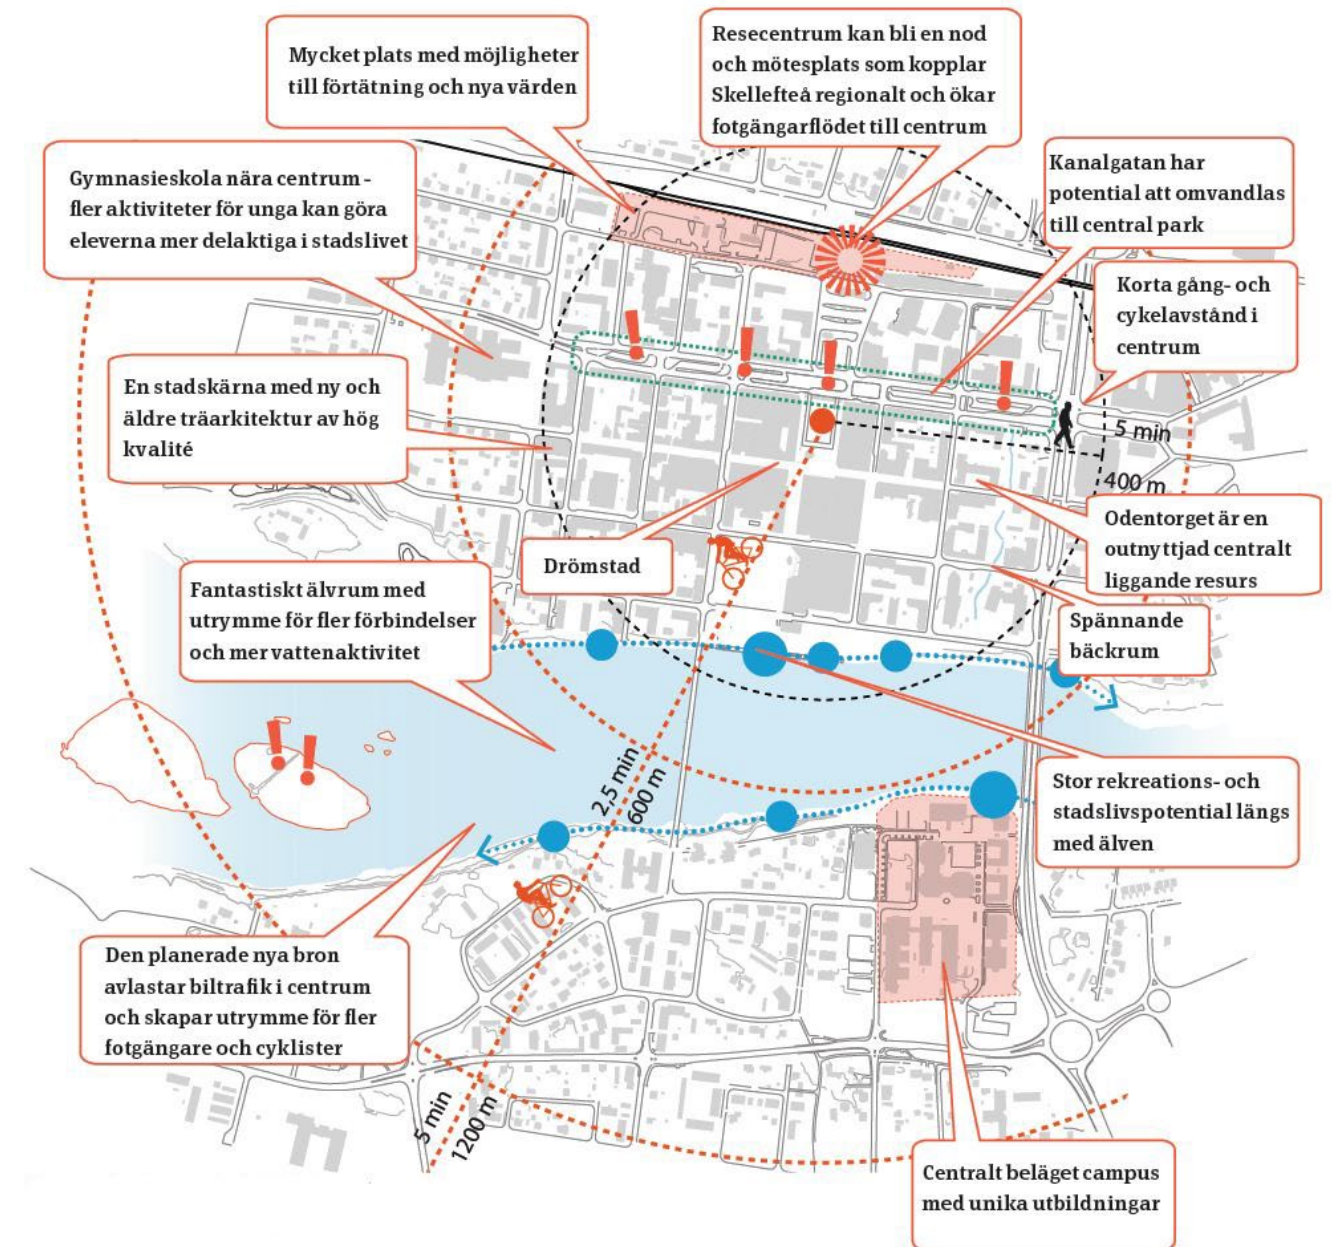 Mycket plats med möjligheter
till förtätning och nya värden
Resecentrum kan bli en nod
och mötesplats som kopplar
Skellefteå regionalt och ökar
fotgängarflödet till centrum
Gymnasieskola nära centrum -
fler aktiviteter för unga kan göra
eleverna mer delaktiga i stadslivet
Kanalgatan har
potential att omvandlas
till central park
Korta gång- och
cykelavstånd i
centrum
En stadskärna med ny och
äldre träarkitektur av hög
kvalité
5 min
400 m
Odentorget är en
outnyttjad centralt
liggande resurs
Drömstad
Fantastiskt älvrum med
utrymme för fler förbindelser
och mer vattenaktivitet
Spännande
bäckrum
2,5 min
600 m
Stor rekreations- och
stadslivspotential längs
med älven
Den planerade nya bron
avlastar biltrafik i centrum
och skapar utrymme för fler
fotgängare och cyklister
5 min
1200 m
Centralt beläget campus
med unika utbildningar